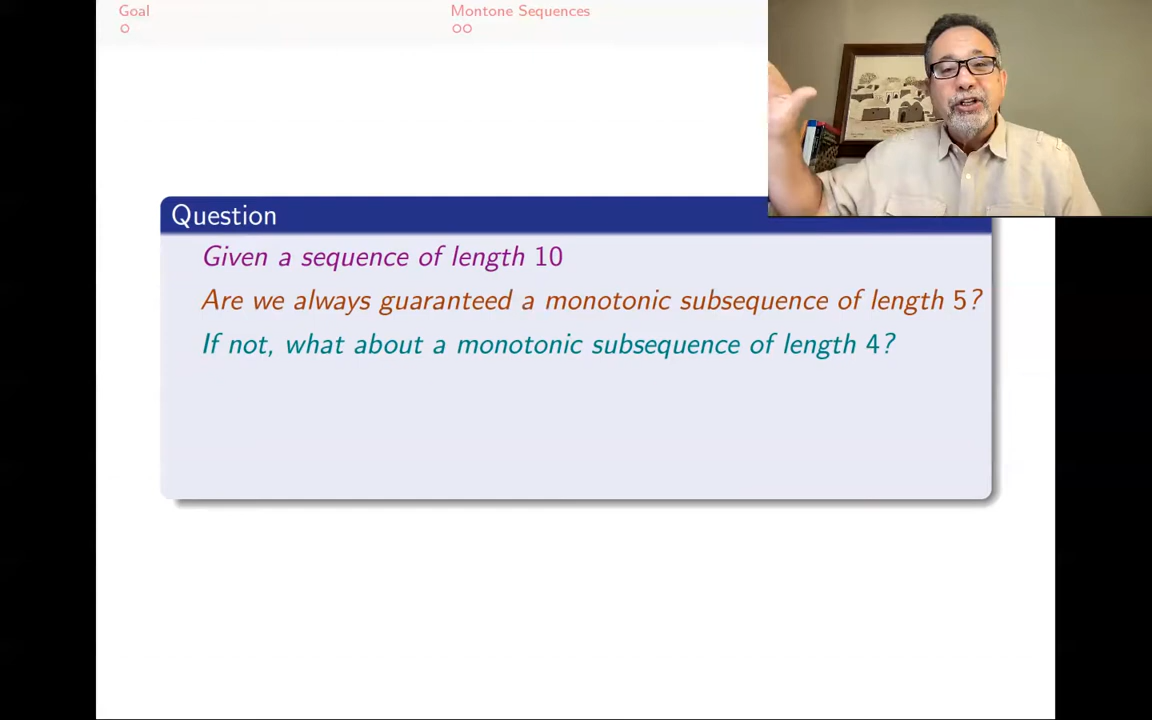 Goal
Montone Sequences
Question
Given a sequence of length 10
Are we always guaranteed a monotonic subsequence of length 5?
If not, what about a monotonic subsequence of length 4?